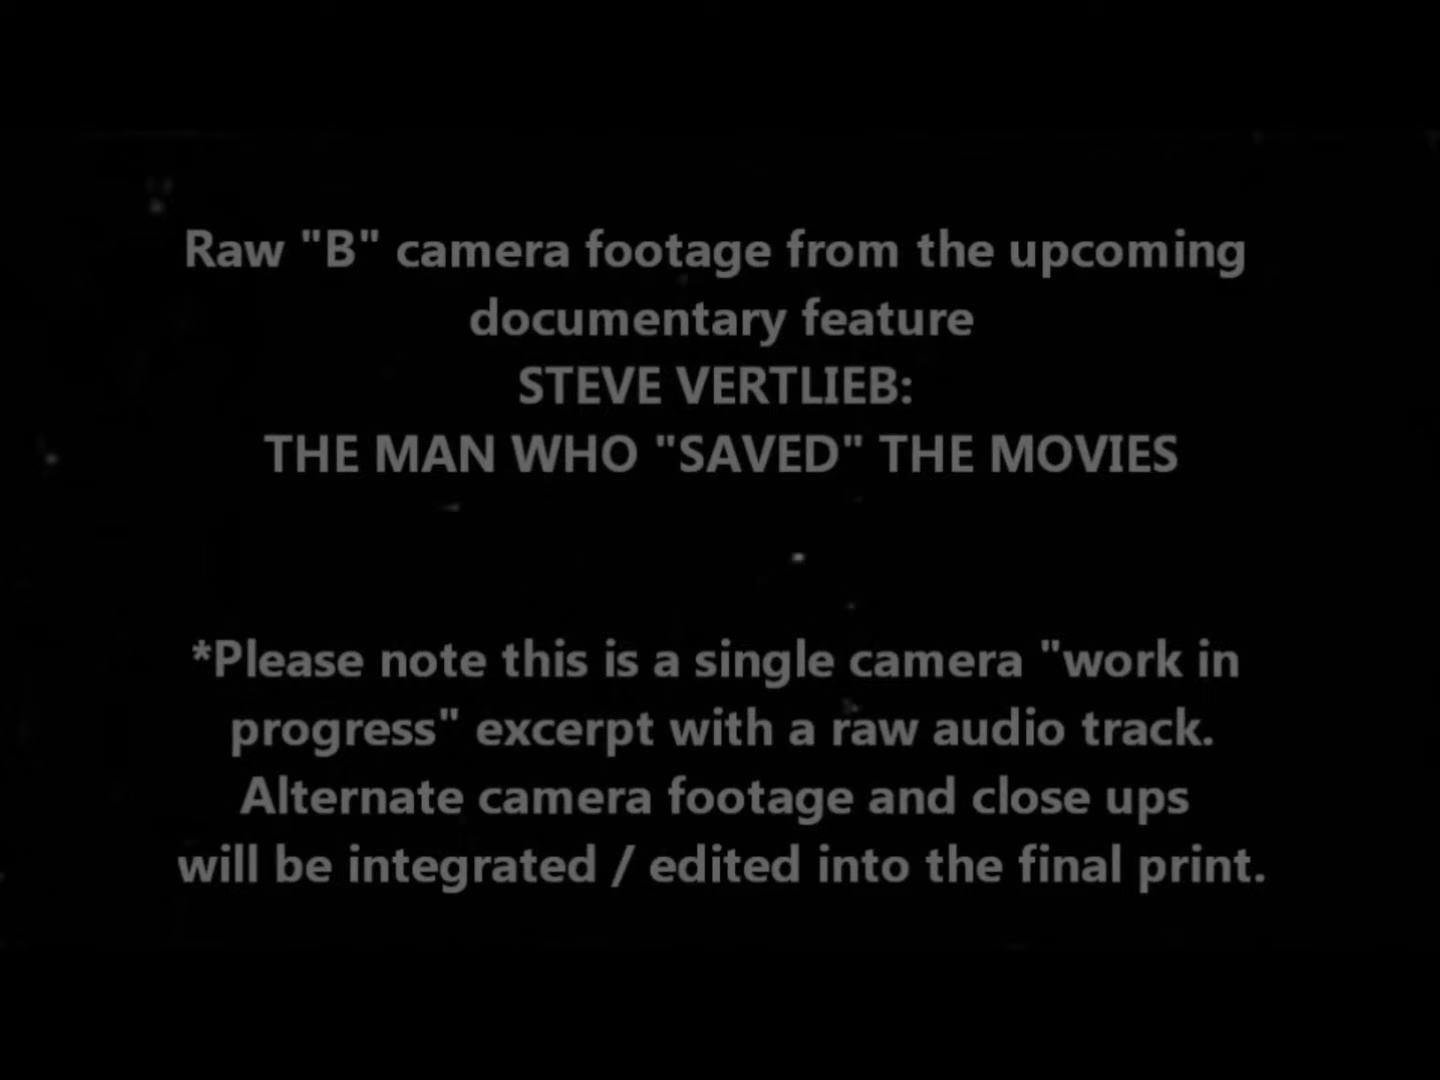 Raw "B" camera footage from the upcoming
documentary feature
STEVE VERTLIEB:
THE MAN WHO "SAVED" THE MOVIES
*Please note this is a single camera "work in
progress" excerpt with a raw audio track.
Alternate camera footage and close ups
will be integrated / edited into the final print.